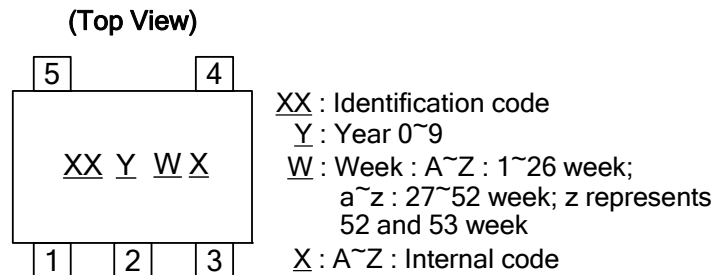 (Top View)
5 4
XX Y W X
1 2 3
XX : Identification code
Y : Year 0~9
W : Week : A~Z : 1~26 week;
a~z : 27~52 week; z represents
52 and 53 week
X : A~Z : Internal code